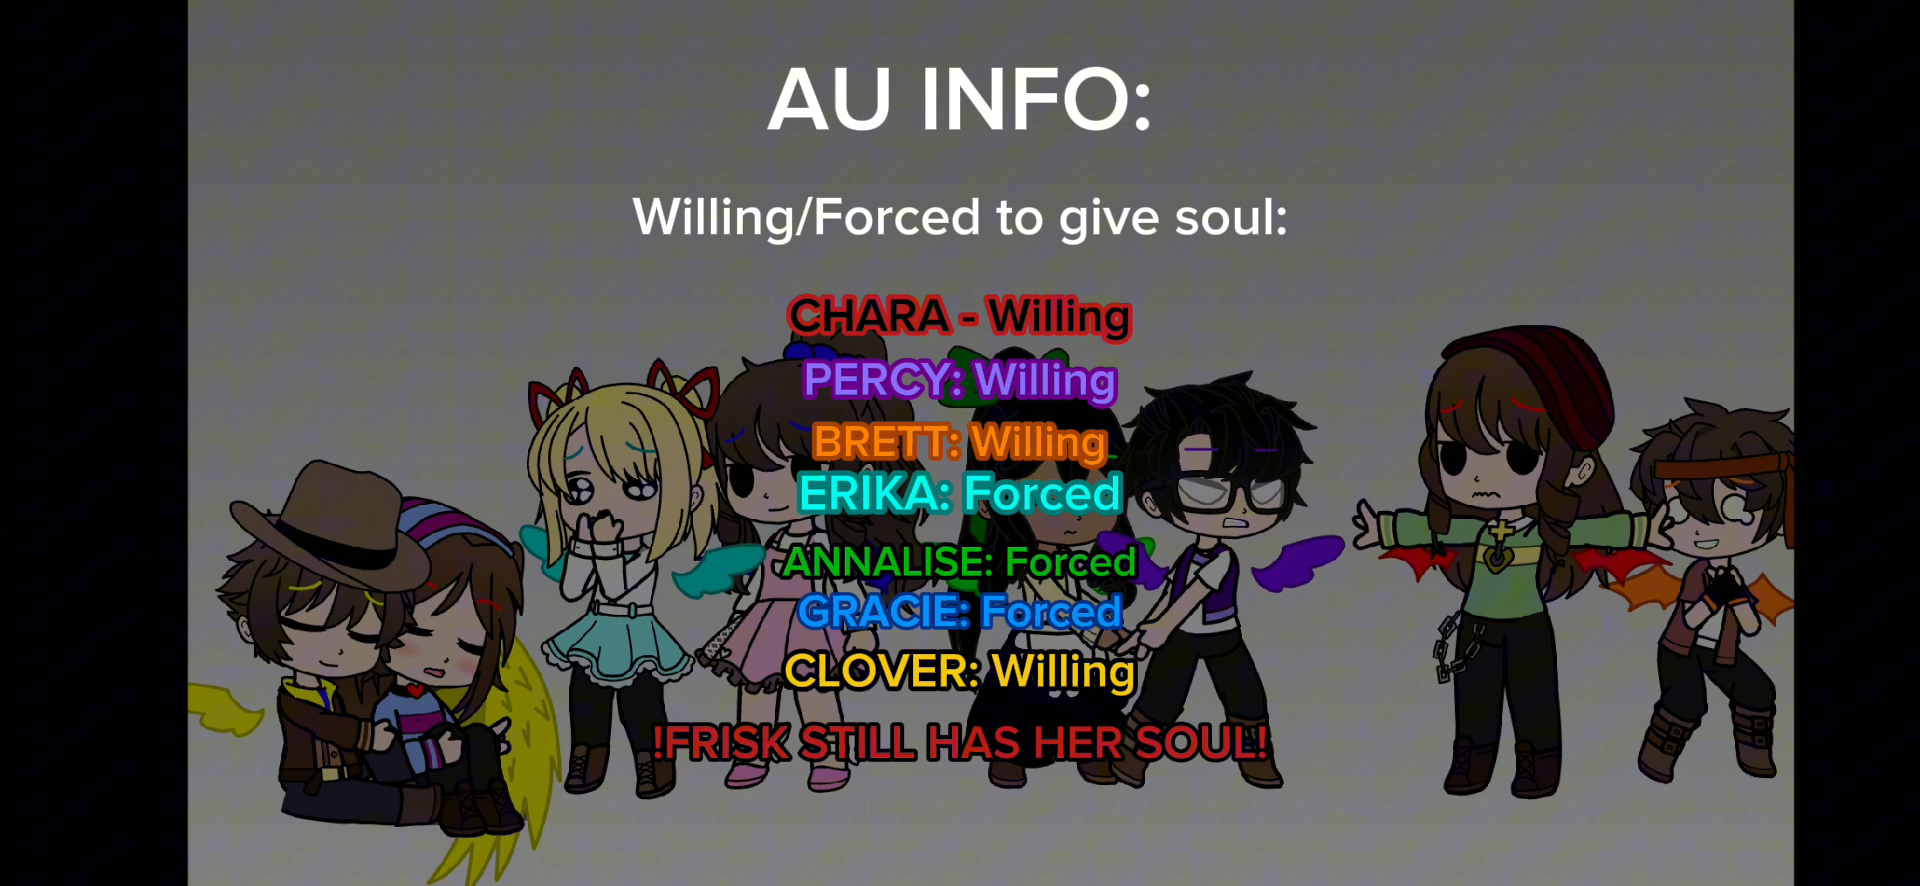 AU INFO:
Willing/Forced to give soul:
CHARA - Willing
PERCY: Willing
BRETT: Willing
ERIKA: Forced
ANNALISE: Forced
GRACIE: Forced
CLOVER: Willing
!FRISK STILL HAS HER SOUL!